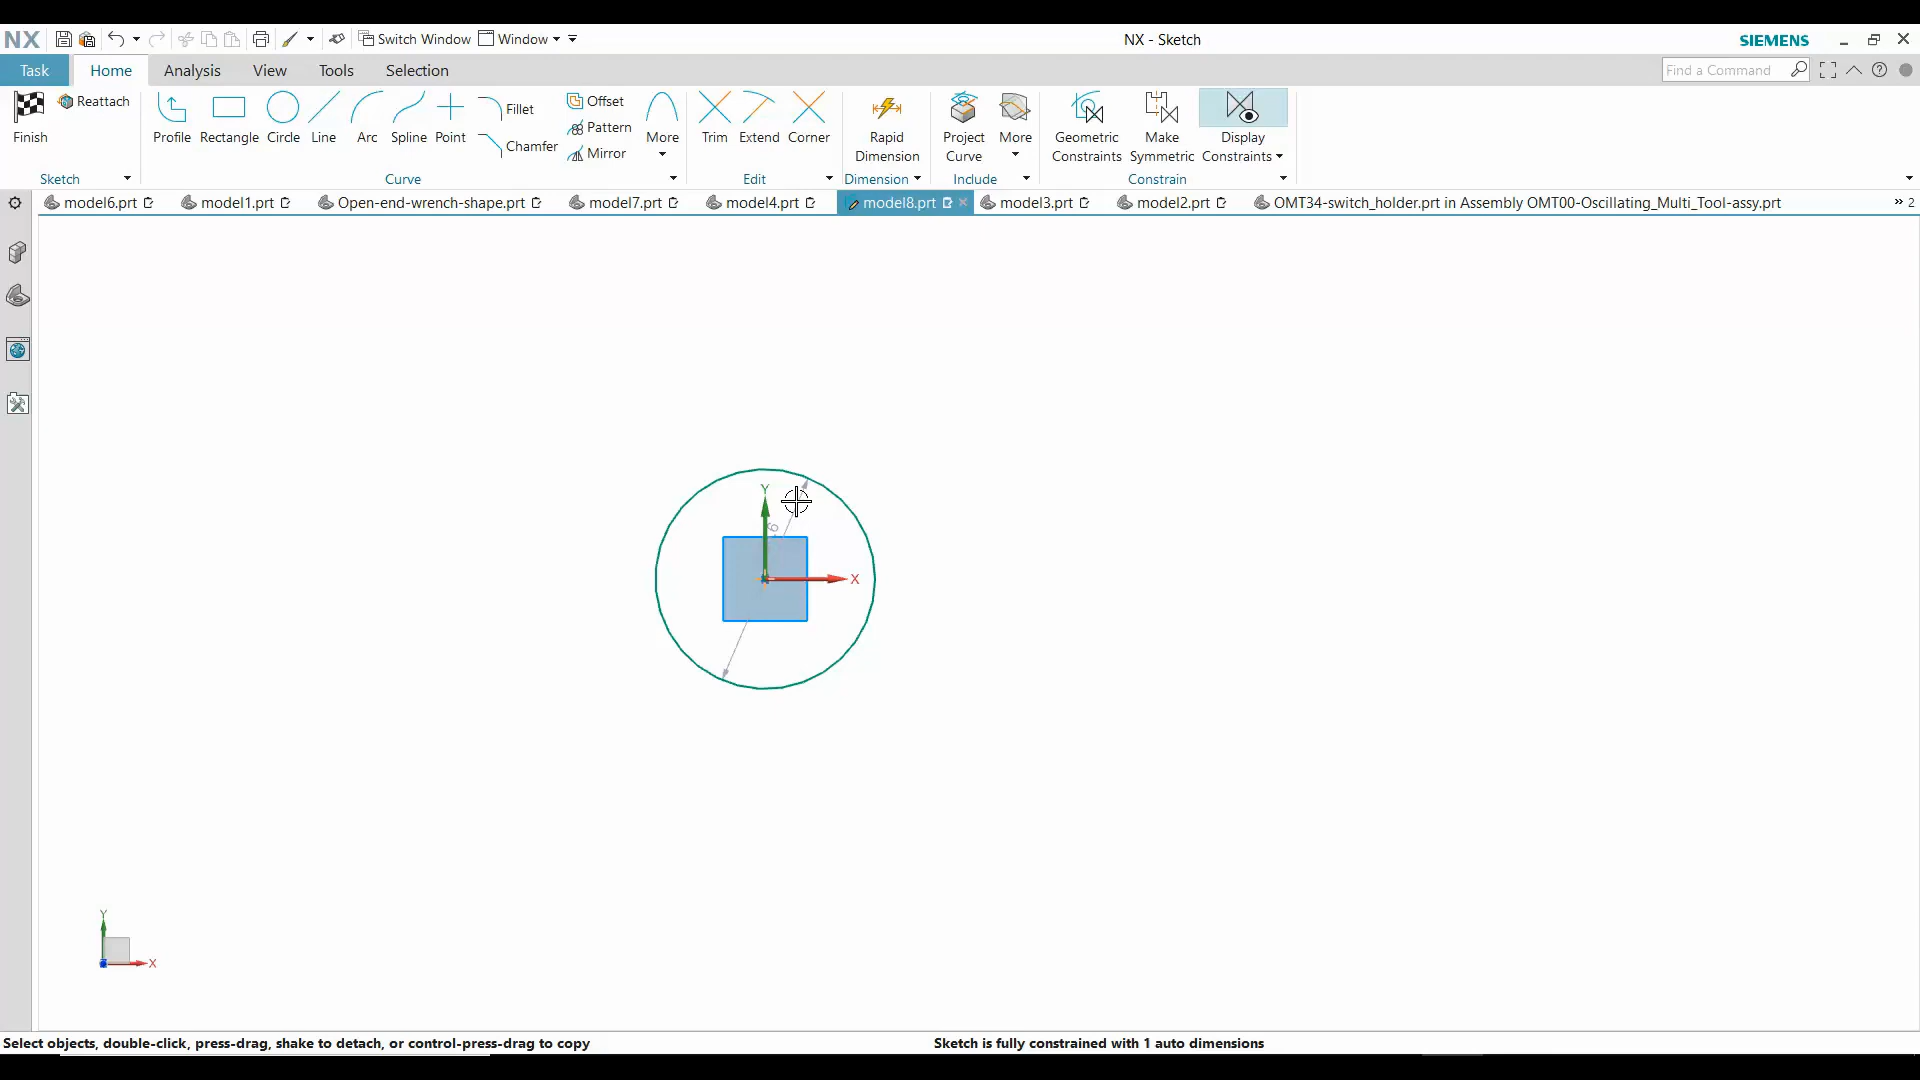 NX Switch Window Window NX - Sketch SIEMENS
Task Home Analysis View Tools Selection Find a Command
Finish Reattach Profile Rectangle Circle Line Arc Spline Point Fillet Chamfer Offset Pattern Mirror More Trim Extend Corner Rapid Dimension Project Curve More Geometric Constraints Make Symmetric Display Constraints
Sketch Curve Edit Dimension Include Constrain
model6.prt model1.prt Open-end-wrench-shape.prt model7.prt model4.prt model8.prt model3.prt model2.prt OMT34-switch_holder.prt in Assembly OMT00-Oscillating_Multi_Tool-assy.prt 2
Y
X
Y
X
Select objects, double-click, press-drag, shake to detach, or control-press-drag to copy Sketch is fully constrained with 1 auto dimensions